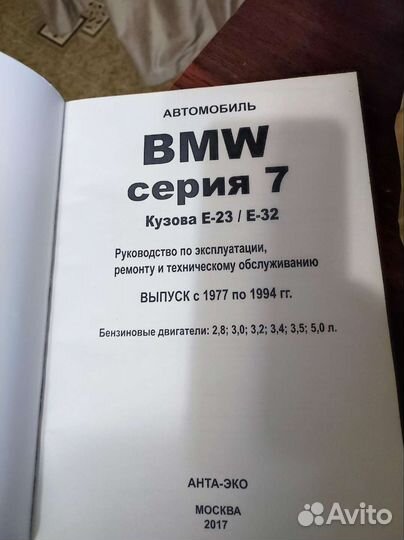 АВТОМОБИЛЬ
BMW
серия 7
Кузова Е-23 / Е-32
Руководство по эксплуатации,
ремонту и техническому обслуживанию
ВЫПУСК с 1977 по 1994 гг.
Бензиновые двигатели: 2,8; 3,0; 3,2; 3,4; 3,5; 5,0 л.
АНТА-ЭКО
МОСКВА
2017
Avito